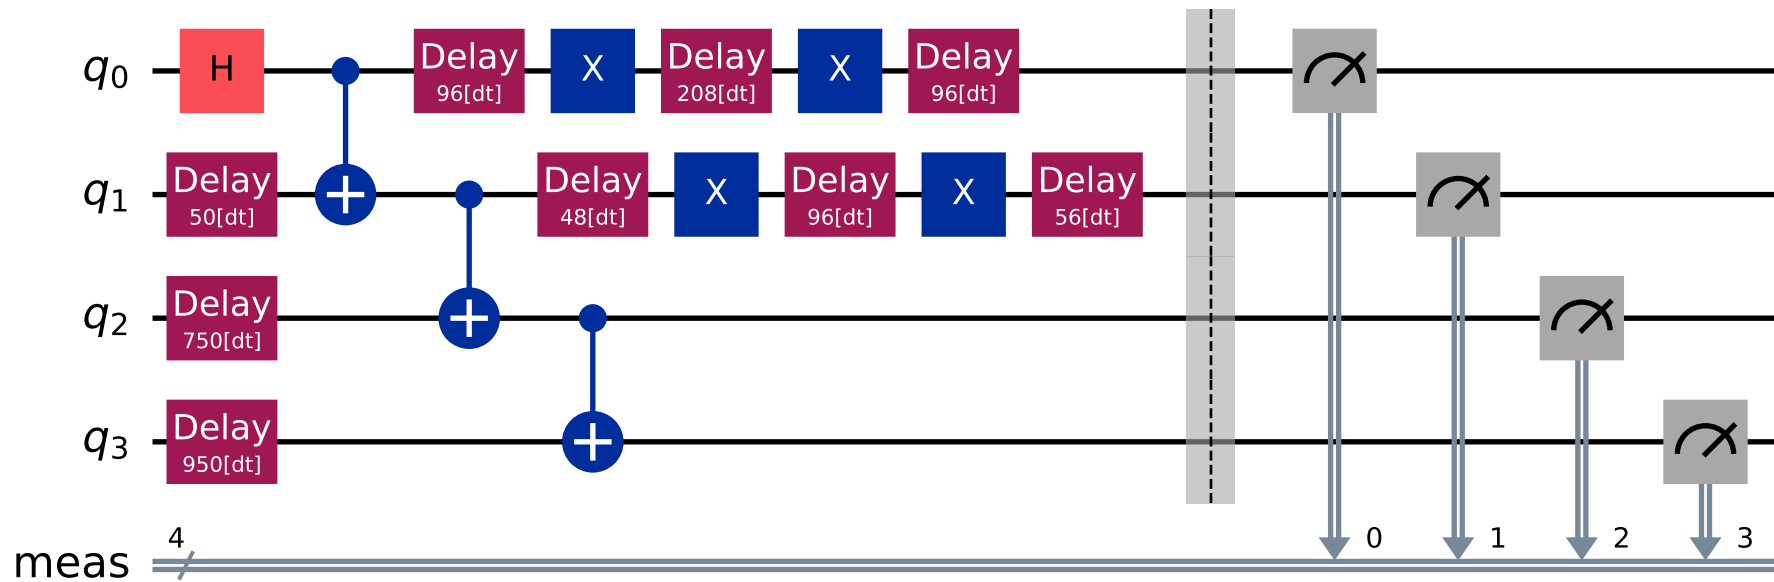 q0 H Delay X Delay X Delay
96[dt] 208[dt] 96[dt]
q1 Delay Delay X Delay X Delay
50[dt] 48[dt] 96[dt] 56[dt]
q2 Delay
750[dt]
q3 Delay
950[dt]
4 0 1 2 3
meas